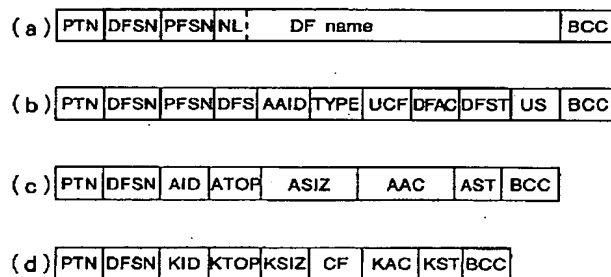 (a) PTN DFSN PFSN NL DF name BCC
(b) PTN DFSN PFSN DFS AAID TYPE UCF DFAC DFST US BCC
(c) PTN DFSN AID ATOP ASIZ AAC AST BCC
(d) PTN DFSN KID KTOP KSIZ CF KAC KST BCC